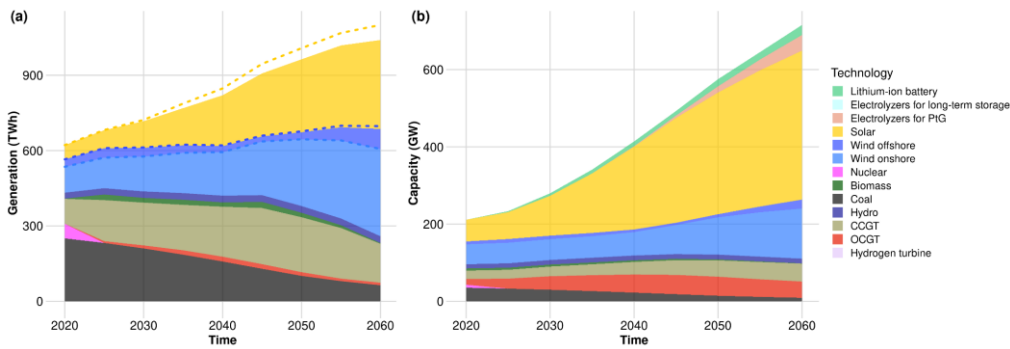 (a)
Generation (TWh)
900
600
300
0
2020
2030
2040
2050
2060
Time
(b)
Capacity (GW)
600
400
200
0
2020
2030
2040
2050
2060
Time
Technology
Lithium-ion battery
Electrolyzers for long-term storage
Electrolyzers for PtG
Solar
Wind offshore
Wind onshore
Nuclear
Biomass
Coal
Hydro
CCGT
OCGT
Hydrogen turbine